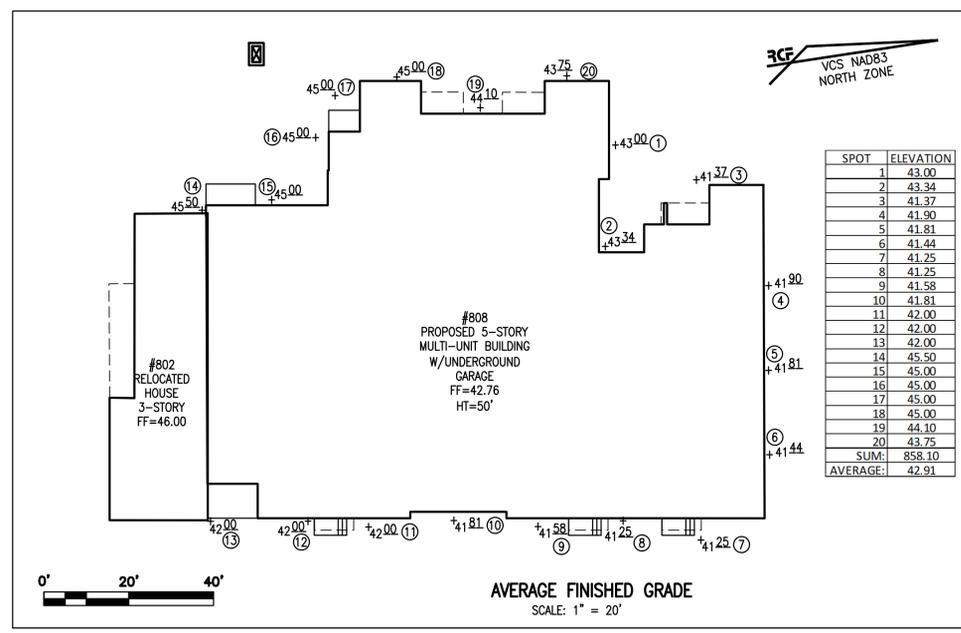 RCF
VCS NAD83
NORTH ZONE
45 00 17
45 00 18
19
44 10
43 75 20
16 45 00
43 00 1
14
15
45 00
45 50
41 37 3
2
43 34
41 90
4
5
41 81
6
41 44
#808
PROPOSED 5-STORY
MULTI-UNIT BUILDING
W/UNDERGROUND
GARAGE
FF=42.76
HT=50'
#802
RELOCATED
HOUSE
3-STORY
FF=46.00
42 00
13
42 00
12
42 00 11
41 81 10
41 58
9
41 25
8
41 25 7
SPOT ELEVATION
1 43.00
2 43.34
3 41.37
4 41.90
5 41.81
6 41.44
7 41.25
8 41.25
9 41.58
10 41.81
11 42.00
12 42.00
13 42.00
14 45.50
15 45.00
16 45.00
17 45.00
18 45.00
19 44.10
20 43.75
SUM: 858.10
AVERAGE: 42.91
0' 20' 40'
AVERAGE FINISHED GRADE
SCALE: 1" = 20'